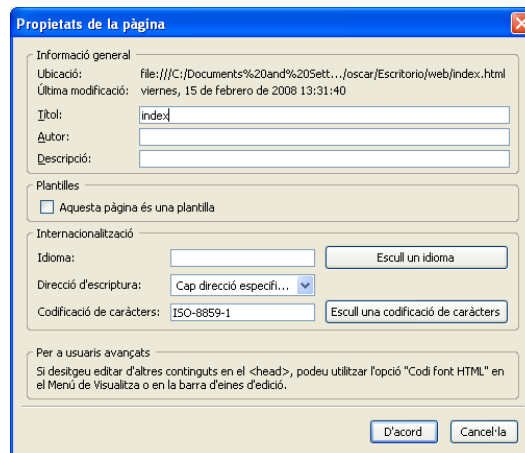 Propietats de la pàgina
Informació general
Ubicació: file:///C:/Documents%20and%20Sett.../oscar/Escritorio/web/index.html
Última modificació: viernes, 15 de febrero de 2008 13:31:40
Títol: index
Autor:
Descripció:
Plantilles
Aquesta pàgina és una plantilla
Internacionalització
Idioma: Escull un idioma
Direcció d'escriptura: Cap direcció especifi...
Codificació de caràcters: ISO-8859-1 Escull una codificació de caràcters
Per a usuaris avançats
Si desitgeu editar d'altres continguts en el <head>, podeu utilitzar l'opció "Codi font HTML" en
el Menú de Visualitza o en la barra d'eines d'edició.
D'acord Cancel·la